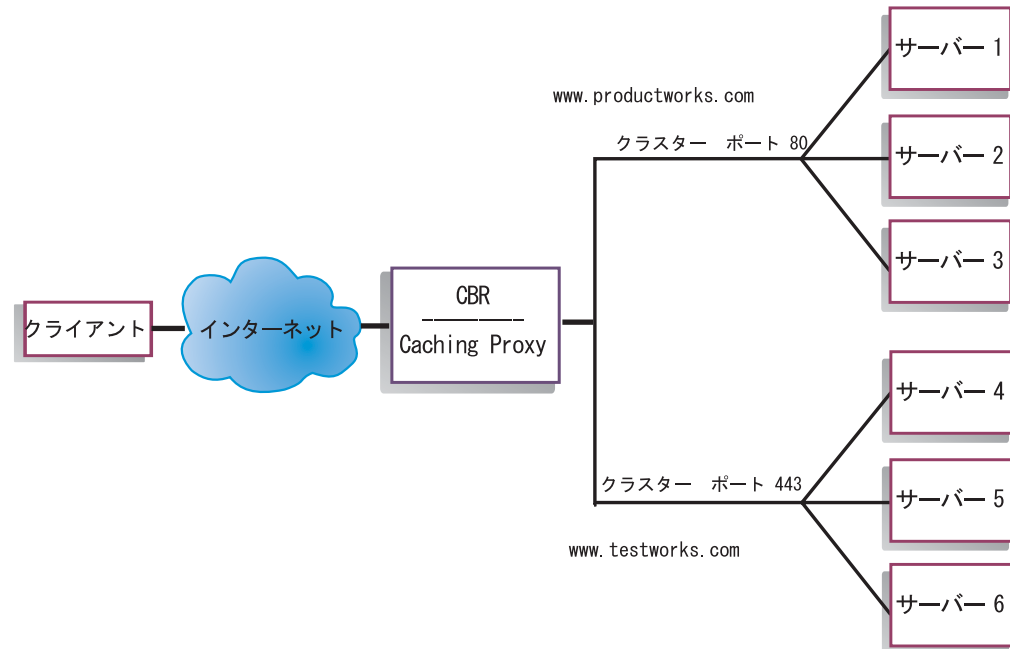 サーバー 1
www.productworks.com
クラスター　ポート 80
サーバー 2
サーバー 3
クライアント
インターネット
CBR
Caching Proxy
サーバー 4
クラスター　ポート 443
サーバー 5
www.testworks.com
サーバー 6